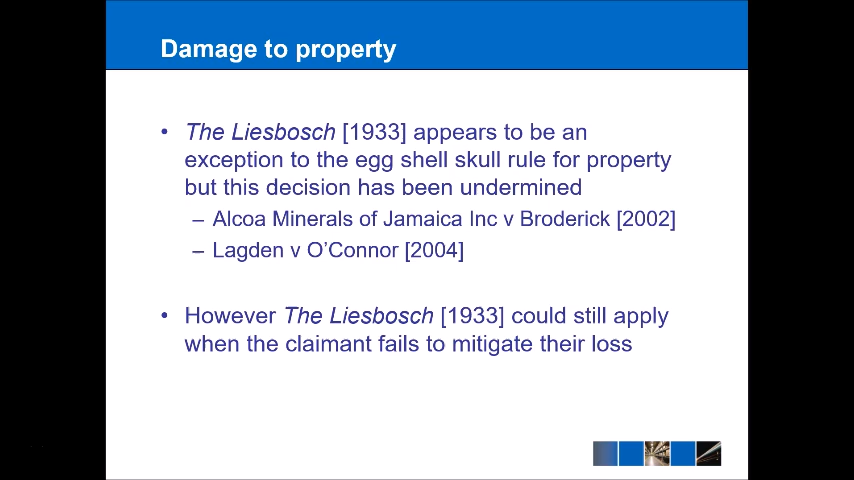 Damage to property
• The Liesbosch [1933] appears to be an
exception to the egg shell skull rule for property
but this decision has been undermined
– Alcoa Minerals of Jamaica Inc v Broderick [2002]
– Lagden v O’Connor [2004]
• However The Liesbosch [1933] could still apply
when the claimant fails to mitigate their loss